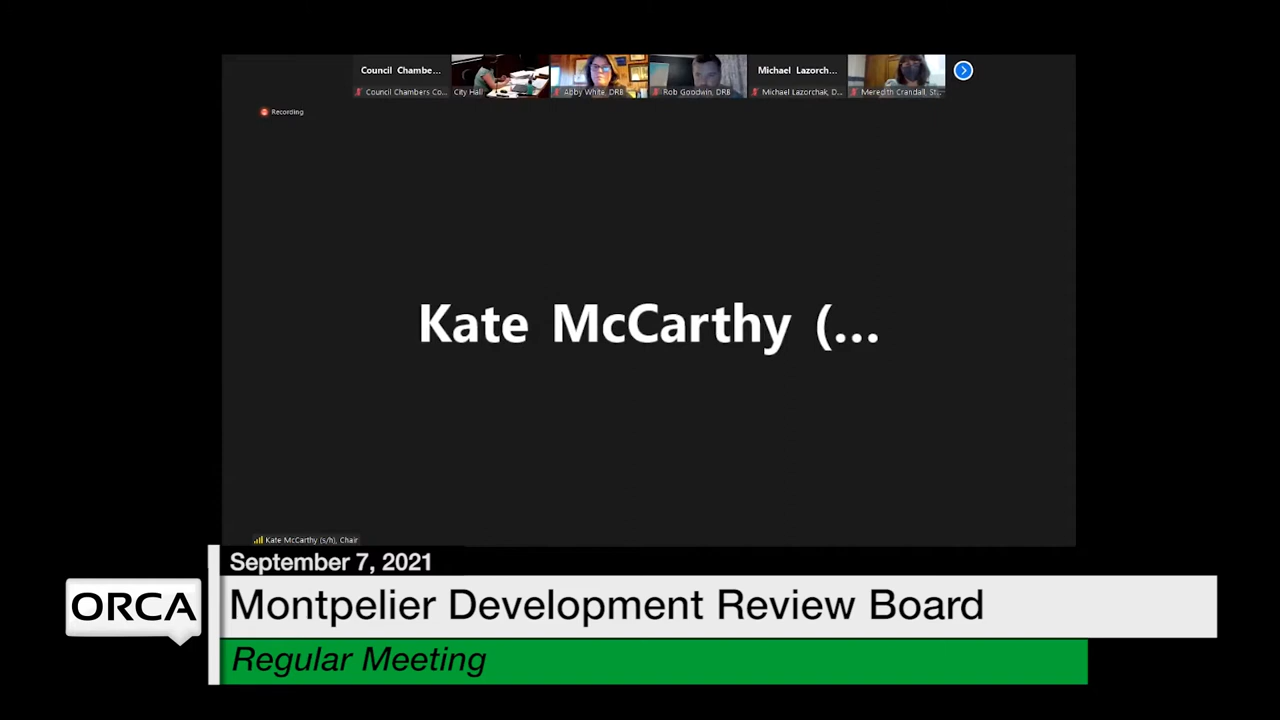 Council Chambe...
Michael Lazorch...
Council Chambers Co...
City Hall
Abby White, DRB
Rob Goodwin, DRB
Michael Lazorchak, D...
Meredith Crandall, St...
Recording
Kate McCarthy (...
Kate McCarthy (s/h), Chair
September 7, 2021
ORCA
Montpelier Development Review Board
Regular Meeting